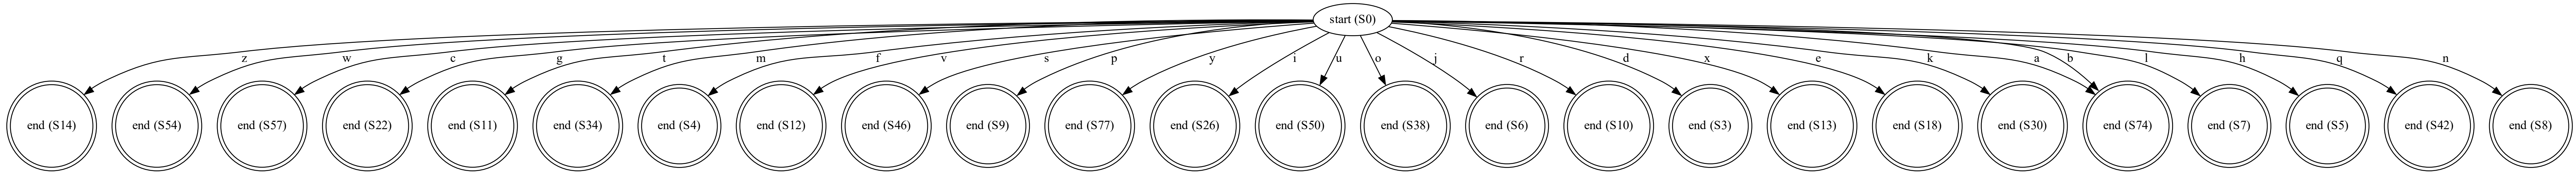 start (S0)
z w c g t m f v s p y i u o j r d x e k a b l h q n
end (S14) end (S54) end (S57) end (S22) end (S11) end (S34) end (S4) end (S12) end (S46) end (S9) end (S77) end (S26) end (S50) end (S38) end (S6) end (S10) end (S3) end (S13) end (S18) end (S30) end (S74) end (S7) end (S5) end (S42) end (S8)